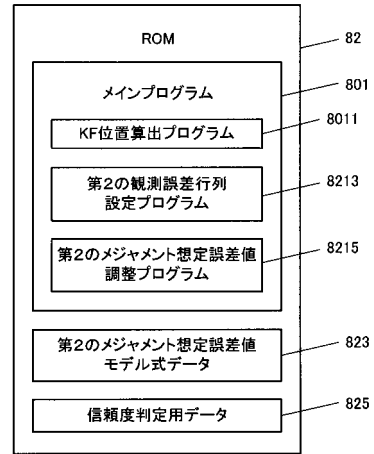 ROM
82
メインプログラム
801
KF位置算出プログラム
8011
第2の観測誤差行列
設定プログラム
8213
第2のメジャメント想定誤差値
調整プログラム
8215
第2のメジャメント想定誤差値
モデル式データ
823
信頼度判定用データ
825